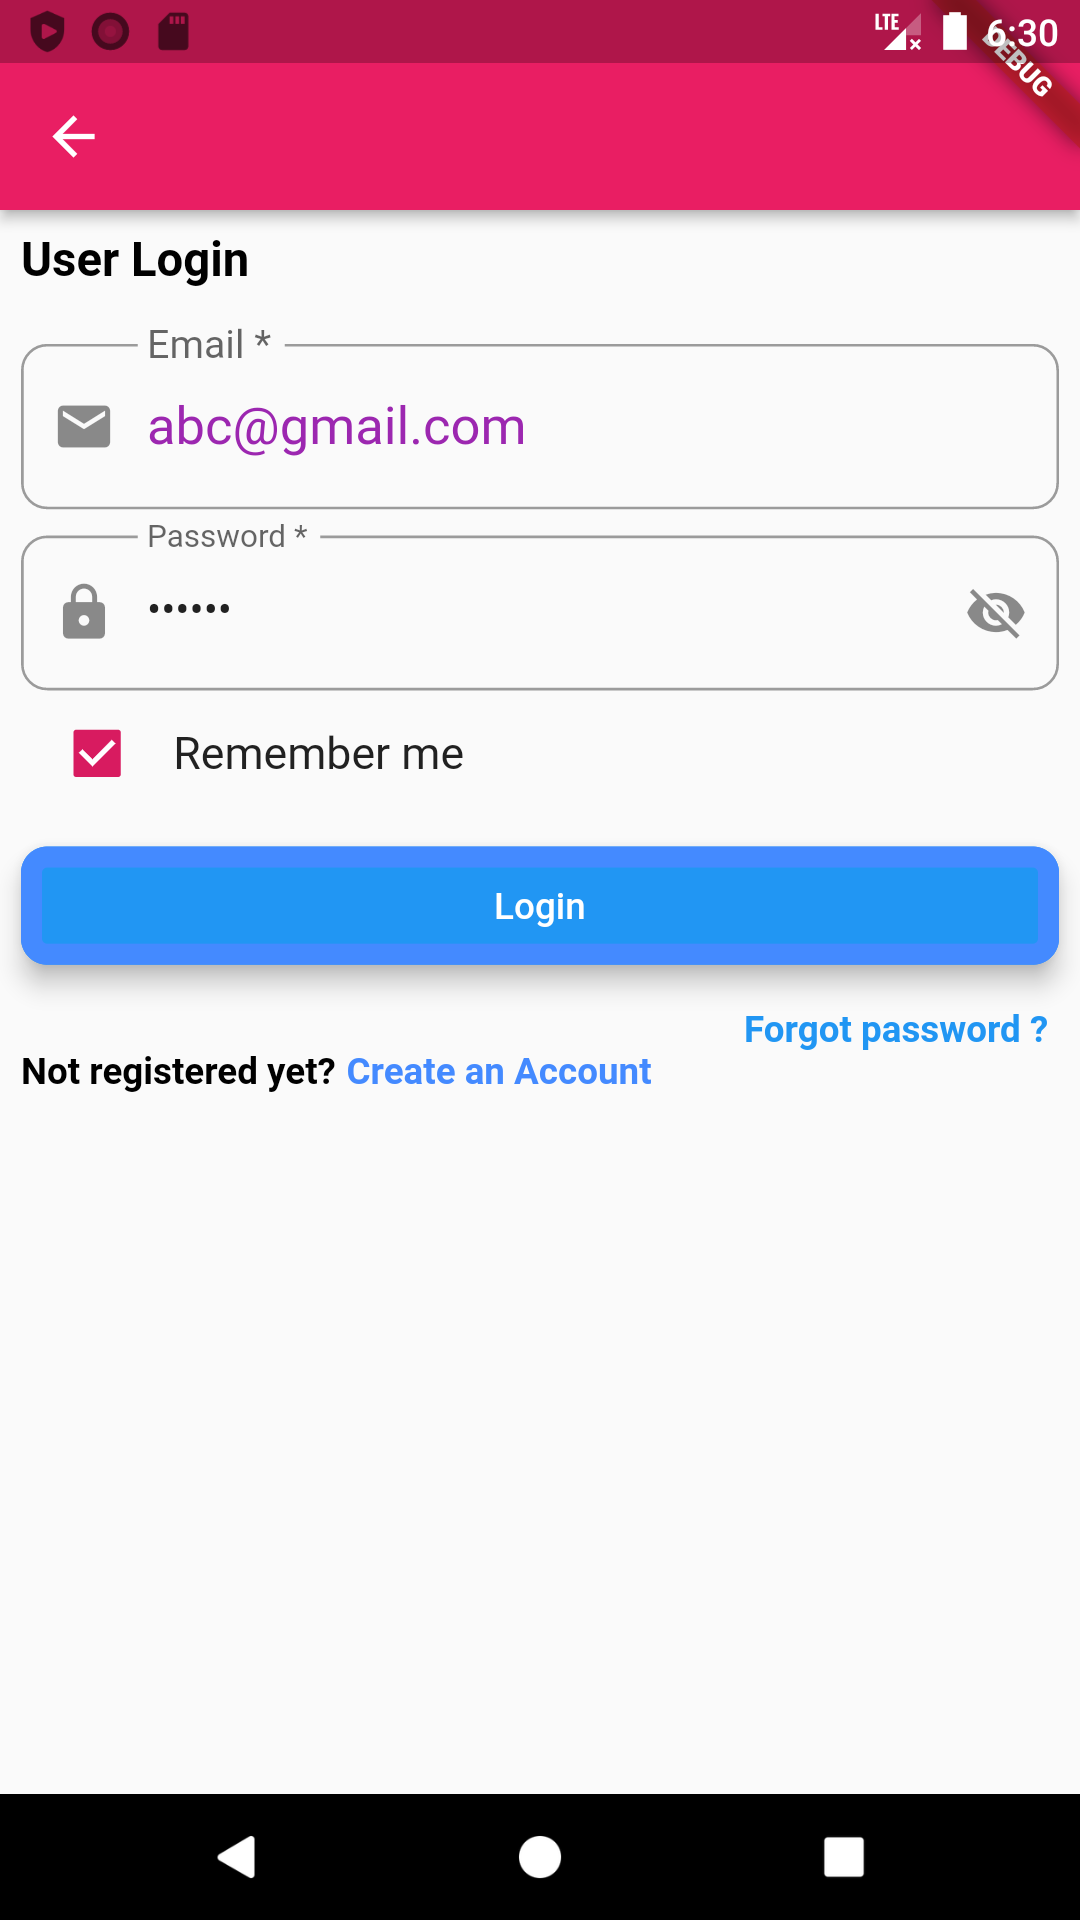 LTE 6:30
DEBUG
User Login
Email *
abc@gmail.com
Password *
••••••
Remember me
Login
Forgot password ?
Not registered yet? Create an Account